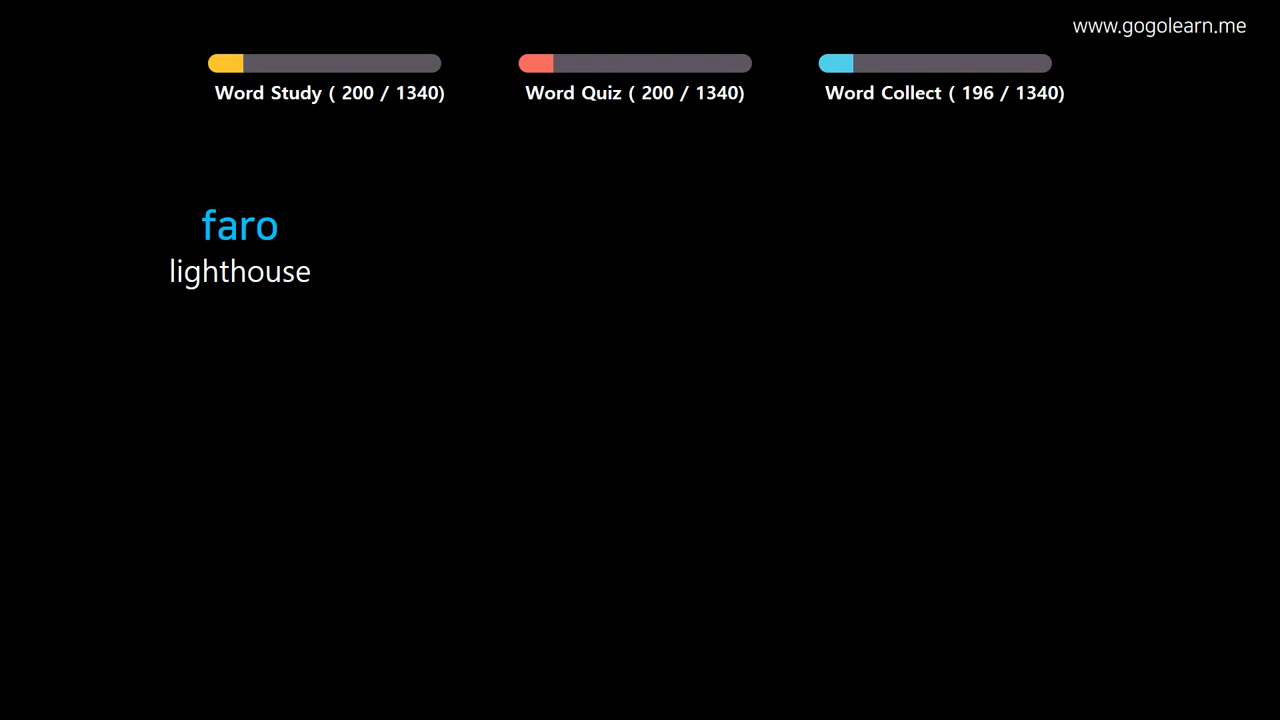 www.gogolearn.me
Word Study ( 200 / 1340)
Word Quiz ( 200 / 1340)
Word Collect ( 196 / 1340)
faro
lighthouse